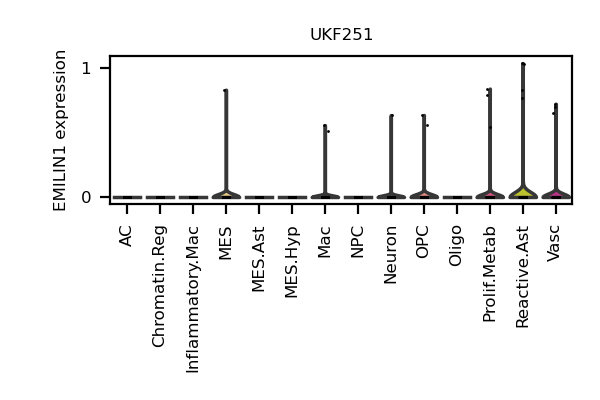 UKF251
EMILIN1 expression
1
0
AC
Chromatin.Reg
Inflammatory.Mac
MES
MES.Ast
MES.Hyp
Mac
NPC
Neuron
OPC
Oligo
Prolif.Metab
Reactive.Ast
Vasc